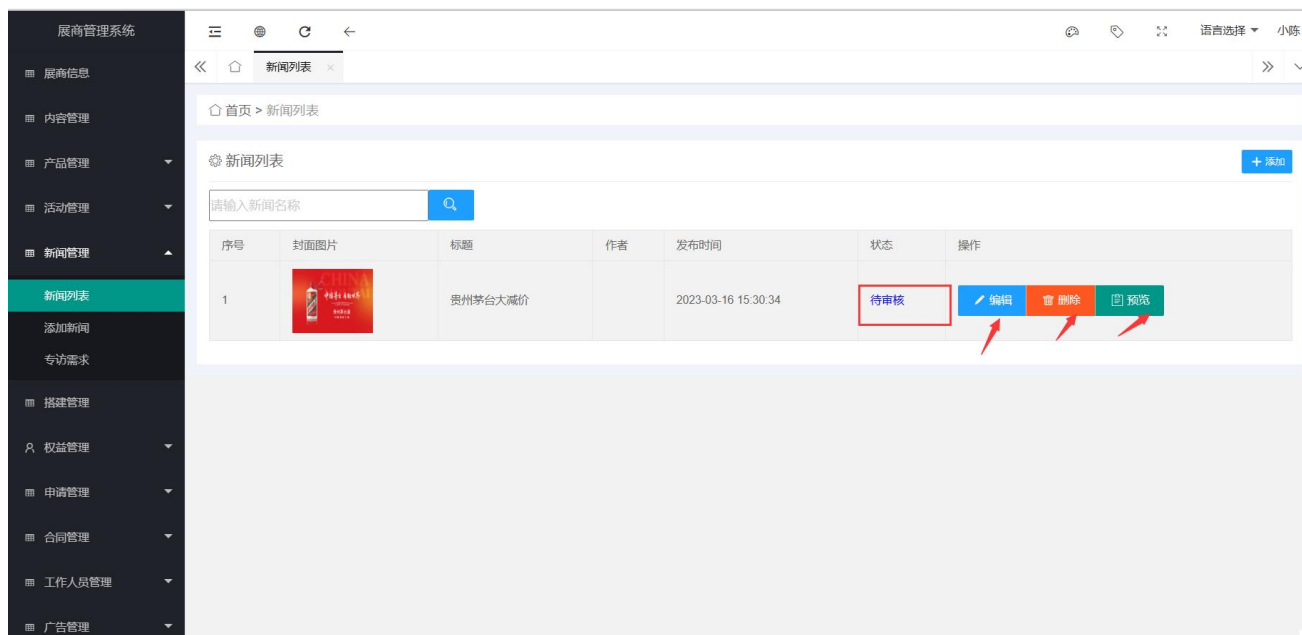 展商管理系统
语言选择 小陈
展商信息
新闻列表
内容管理
首页 > 新闻列表
产品管理
新闻列表
+ 添加
活动管理
请输入新闻名称
新闻管理
序号 封面图片 标题 作者 发布时间 状态 操作
新闻列表
CHINA
1 贵州茅台大减价 2023-03-16 15:30:34 待审核 编辑 删除 预览
添加新闻
专访需求
搭建管理
权益管理
申请管理
合同管理
工作人员管理
广告管理